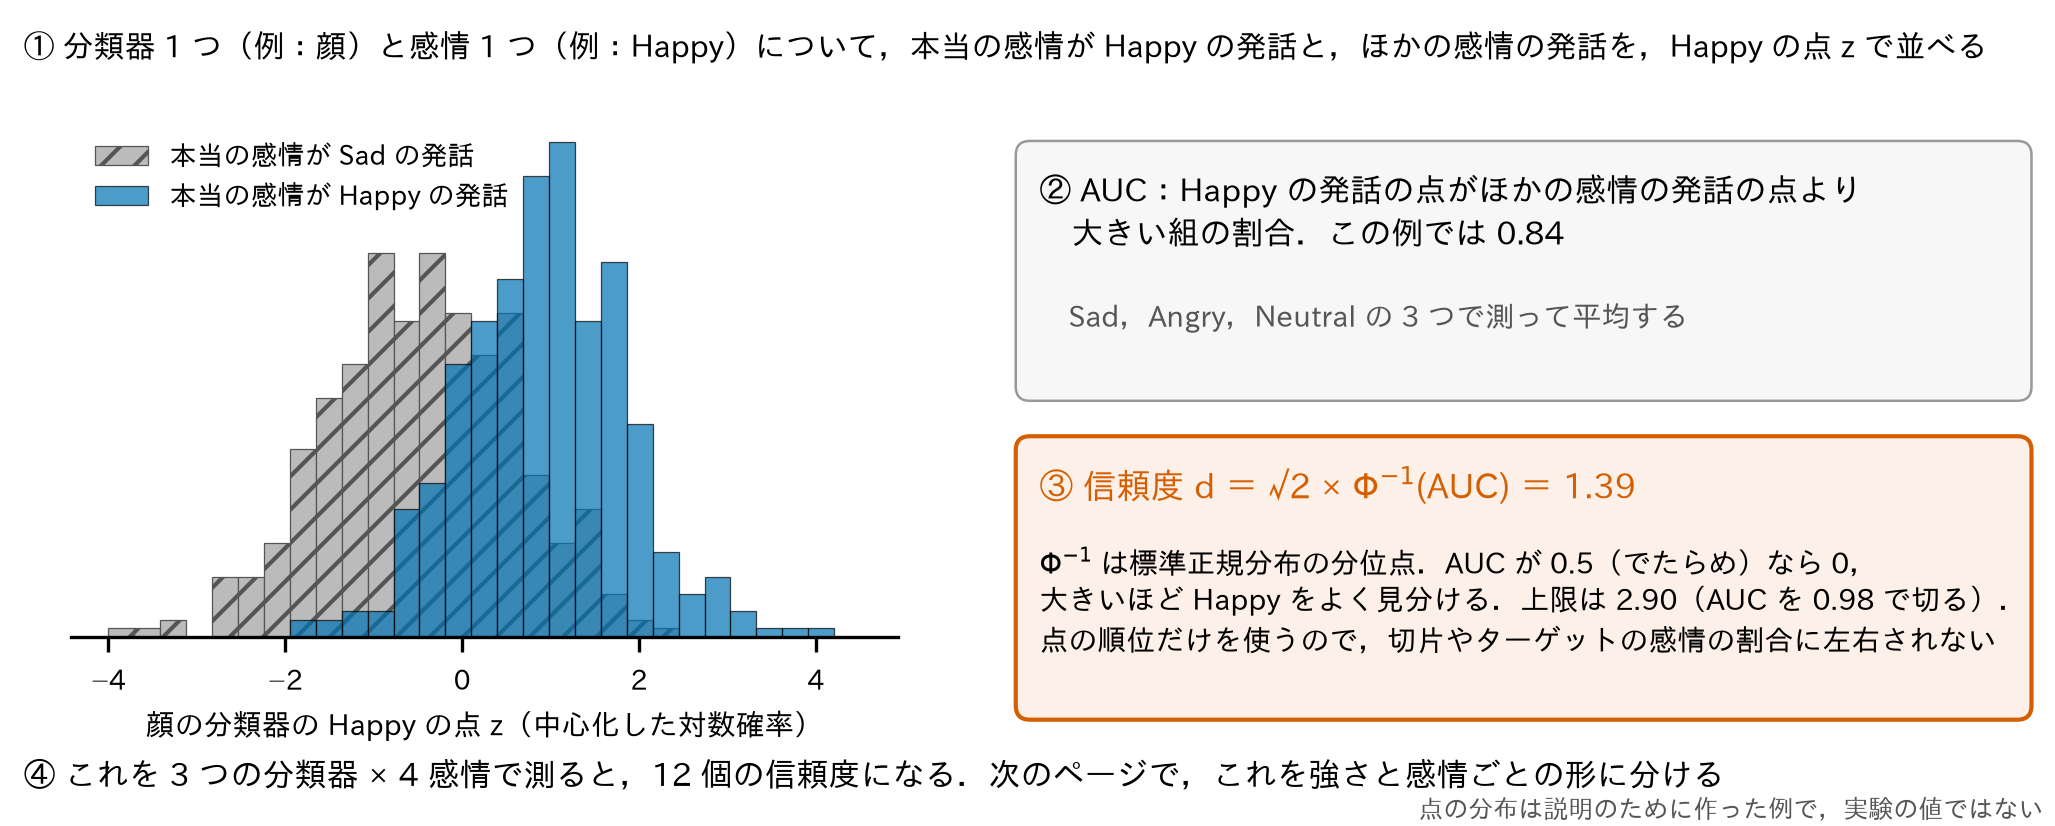 ① 分類器 1 つ（例：顔）と感情 1 つ（例：Happy）について，本当の感情が Happy の発話と，ほかの感情の発話を，Happy の点 z で並べる
本当の感情が Sad の発話
本当の感情が Happy の発話
−4 −2 0 2 4
顔の分類器の Happy の点 z（中心化した対数確率）
② AUC：Happy の発話の点がほかの感情の発話の点より
大きい組の割合．この例では 0.84
Sad，Angry，Neutral の 3 つで測って平均する
③ 信頼度 d ＝ √2 × Φ⁻¹(AUC) ＝ 1.39
Φ⁻¹ は標準正規分布の分位点．AUC が 0.5（でたらめ）なら 0，
大きいほど Happy をよく見分ける．上限は 2.90（AUC を 0.98 で切る）．
点の順位だけを使うので，切片やターゲットの感情の割合に左右されない
④ これを 3 つの分類器 × 4 感情で測ると，12 個の信頼度になる．次のページで，これを強さと感情ごとの形に分ける
点の分布は説明のために作った例で，実験の値ではない